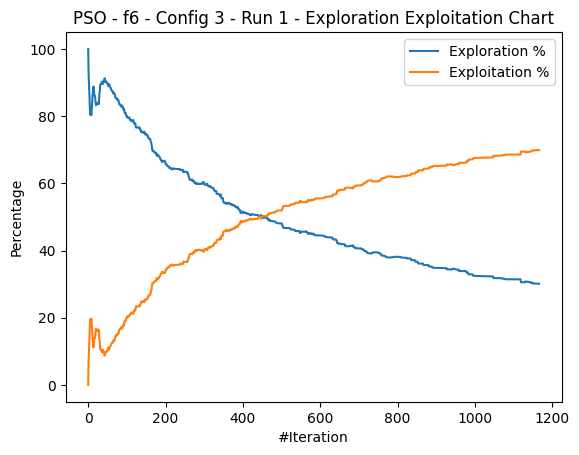 PSO - f6 - Config 3 - Run 1 - Exploration Exploitation Chart
Exploration %
Exploitation %
100
80
60
40
20
0
Percentage
0 200 400 600 800 1000 1200
#Iteration